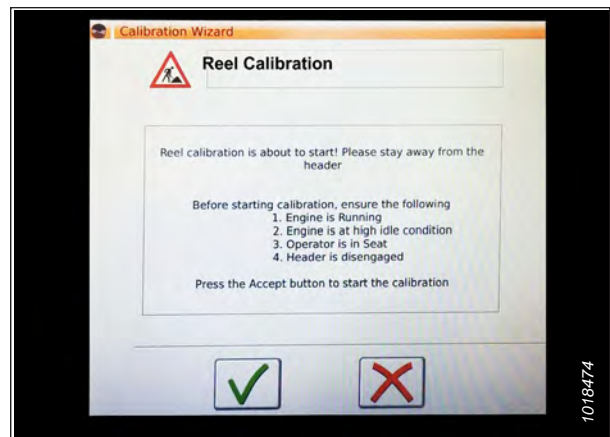 Calibration Wizard
Reel Calibration
Reel calibration is about to start! Please stay away from the
header
Before starting calibration, ensure the following
1. Engine is Running
2. Engine is at high idle condition
3. Operator is in Seat
4. Header is disengaged
Press the Accept button to start the calibration
1018474